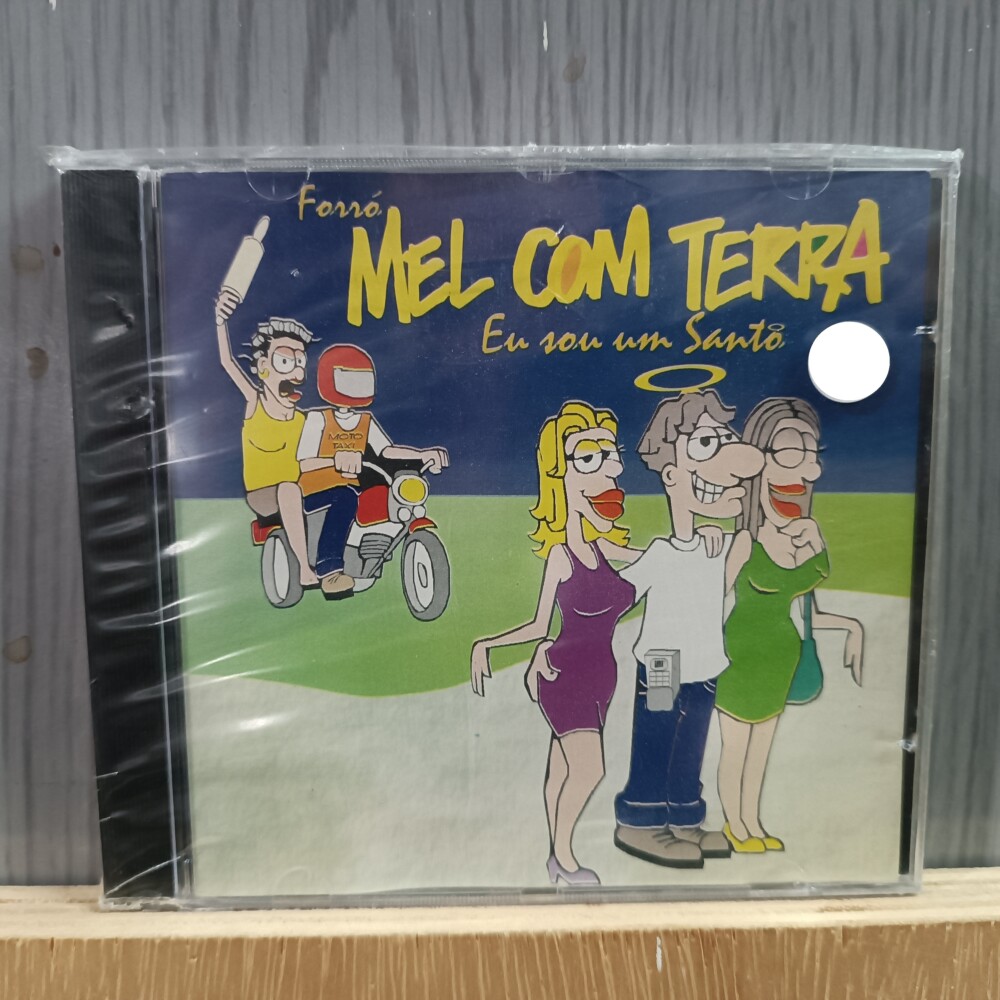 Forró
MEL COM TERRA
Eu sou um Santo
MOTO
TAXI